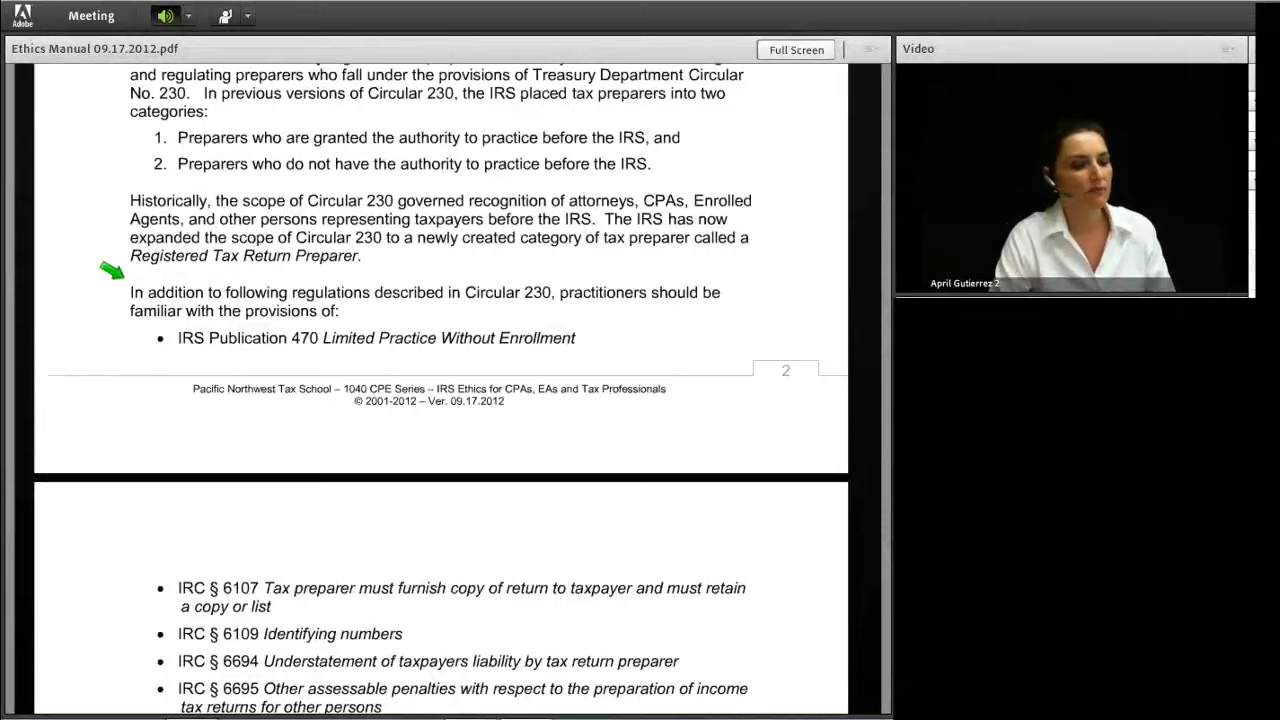 Adobe
Meeting
Ethics Manual 09.17.2012.pdf
Full Screen
Video
and regulating preparers who fall under the provisions of Treasury Department Circular
No. 230. In previous versions of Circular 230, the IRS placed tax preparers into two
categories:
1. Preparers who are granted the authority to practice before the IRS, and
2. Preparers who do not have the authority to practice before the IRS.
Historically, the scope of Circular 230 governed recognition of attorneys, CPAs, Enrolled
Agents, and other persons representing taxpayers before the IRS. The IRS has now
expanded the scope of Circular 230 to a newly created category of tax preparer called a
Registered Tax Return Preparer.
In addition to following regulations described in Circular 230, practitioners should be
familiar with the provisions of:
• IRS Publication 470 Limited Practice Without Enrollment
2
Pacific Northwest Tax School – 1040 CPE Series – IRS Ethics for CPAs, EAs and Tax Professionals
© 2001-2012 – Ver. 09.17.2012
• IRC § 6107 Tax preparer must furnish copy of return to taxpayer and must retain
a copy or list
• IRC § 6109 Identifying numbers
• IRC § 6694 Understatement of taxpayers liability by tax return preparer
• IRC § 6695 Other assessable penalties with respect to the preparation of income
tax returns for other persons
April Gutierrez 2